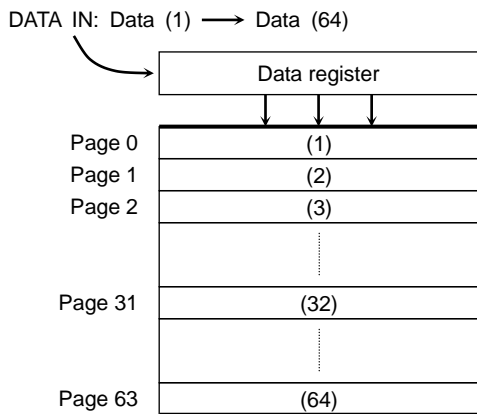 DATA IN: Data (1) ⟶ Data (64)
Data register
Page 0 (1)
Page 1 (2)
Page 2 (3)
Page 31 (32)
Page 63 (64)